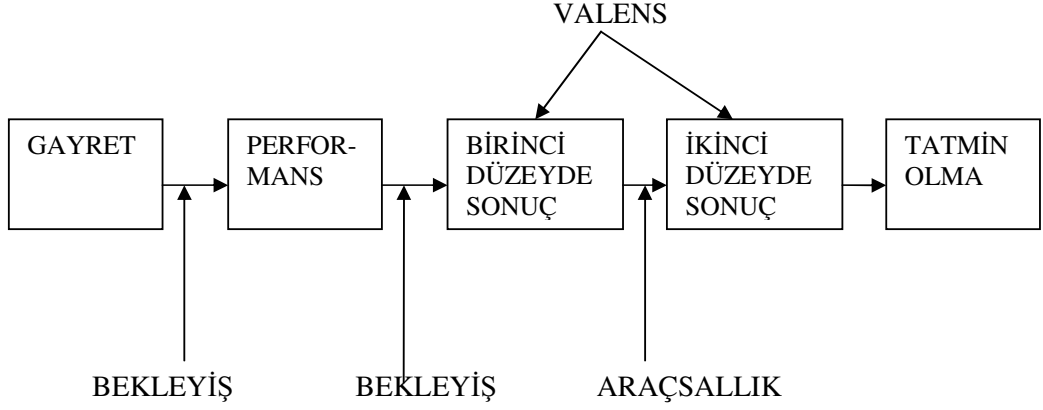 VALENS
GAYRET
PERFOR-
MANS
BİRİNCİ
DÜZEYDE
SONUÇ
İKİNCİ
DÜZEYDE
SONUÇ
TATMİN
OLMA
BEKLEYİŞ
BEKLEYİŞ
ARAÇSALLIK